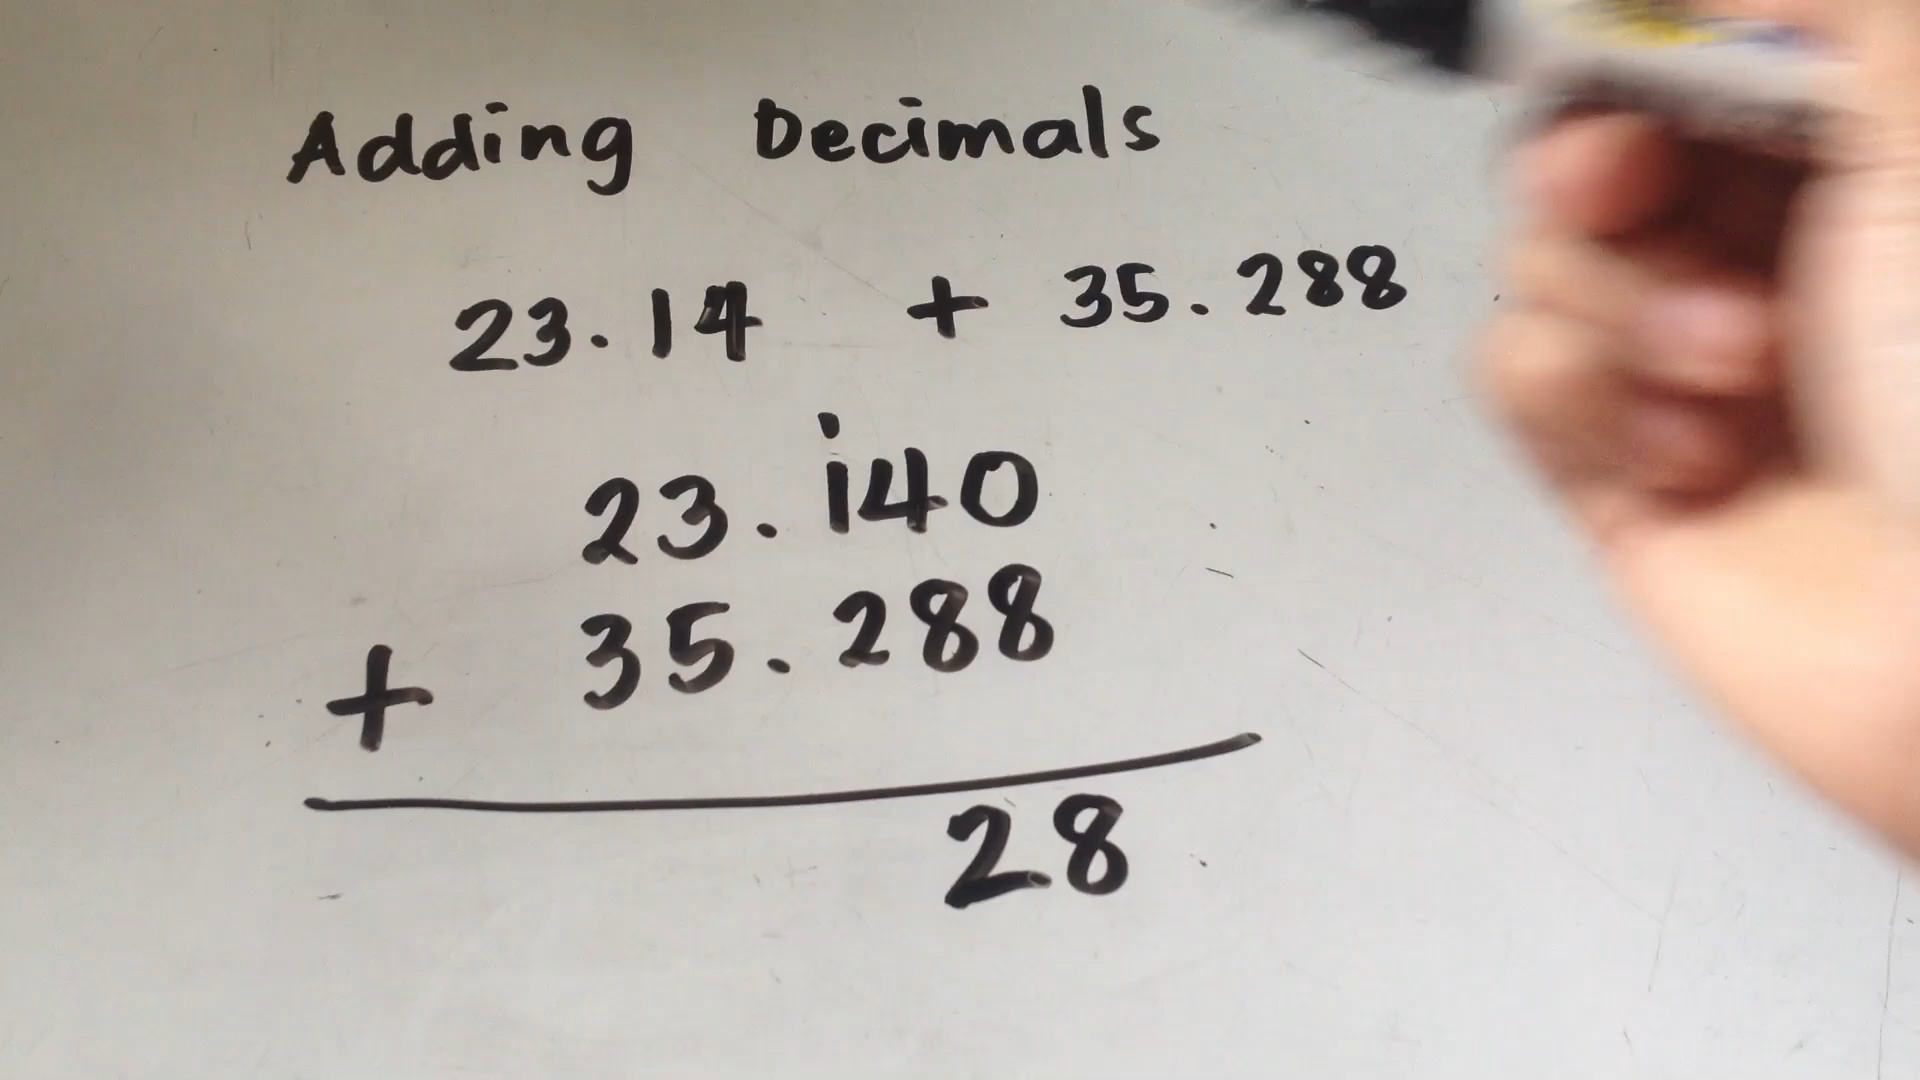 Adding Decimals
23.14 + 35.288
23.140
+ 35.288
28